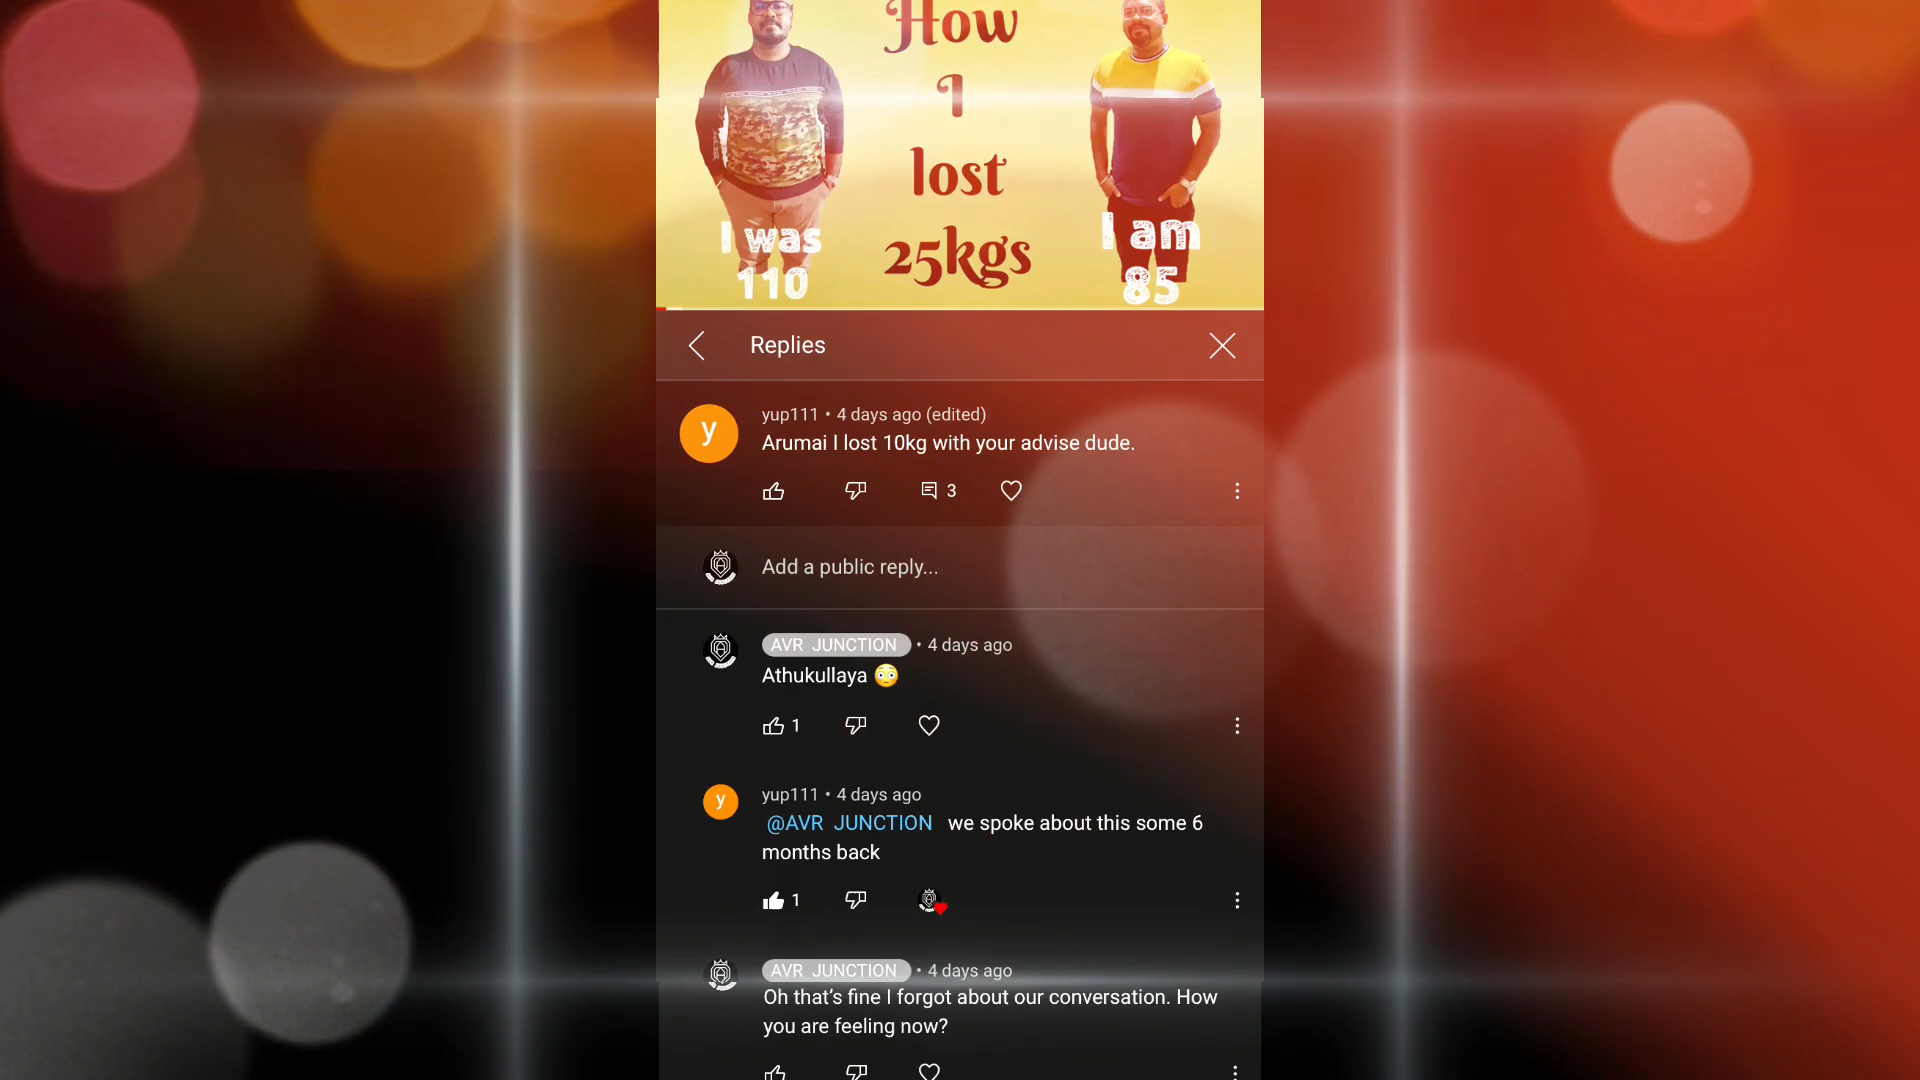 How
I
lost
25kgs
I was
110
I am
85
Replies
y
yup111 • 4 days ago (edited)
Arumai I lost 10kg with your advise dude.
3
Add a public reply...
AVR JUNCTION • 4 days ago
Athukullaya 😳
1
y
yup111 • 4 days ago
@AVR JUNCTION we spoke about this some 6
months back
1
AVR JUNCTION • 4 days ago
Oh that's fine I forgot about our conversation. How
you are feeling now?